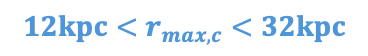 12kpc < r_{max,c} < 32kpc